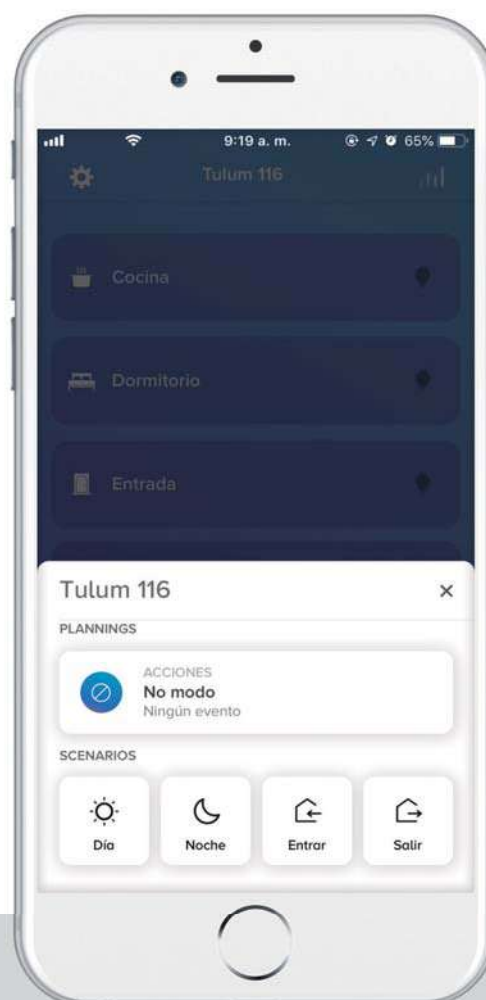 9:19 a. m.
65%
Tulum 116
Cocina
Dormitorio
Entrada
Tulum 116
PLANNINGS
ACCIONES
No modo
Ningún evento
SCENARIOS
Día
Noche
Entrar
Salir